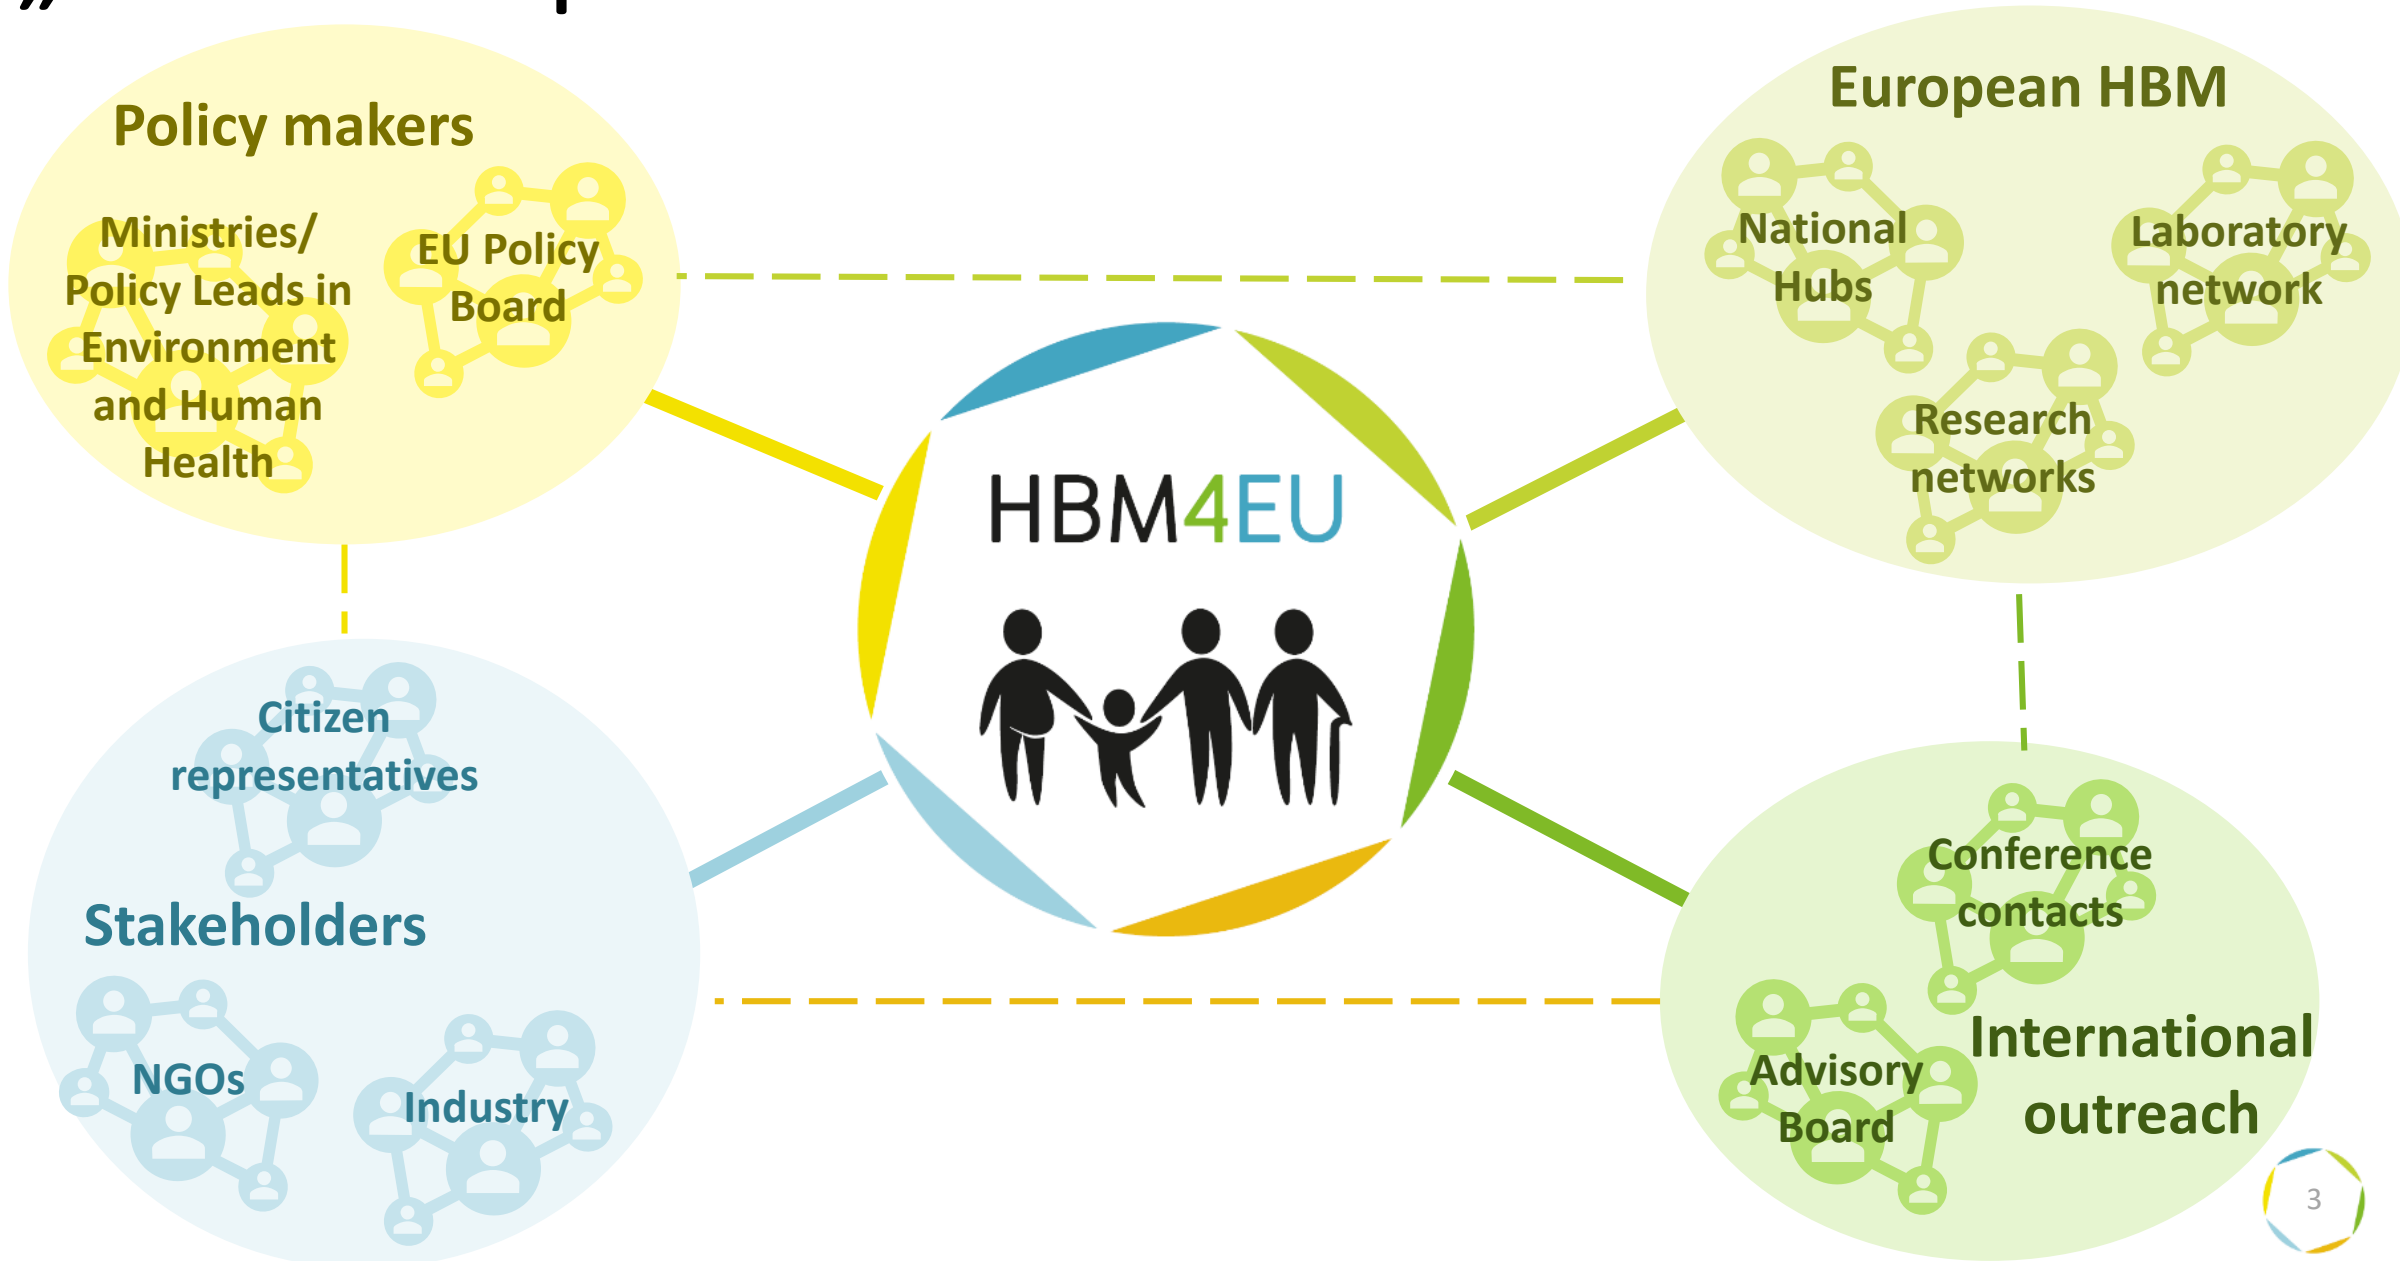 Policy makers
Ministries/
Policy Leads in
Environment
and Human
Health
EU Policy
Board
European HBM
National
Hubs
Laboratory
network
Research
networks
HBM4EU
Citizen
representatives
Stakeholders
NGOs
Industry
Conference
contacts
International
outreach
Advisory
Board
3